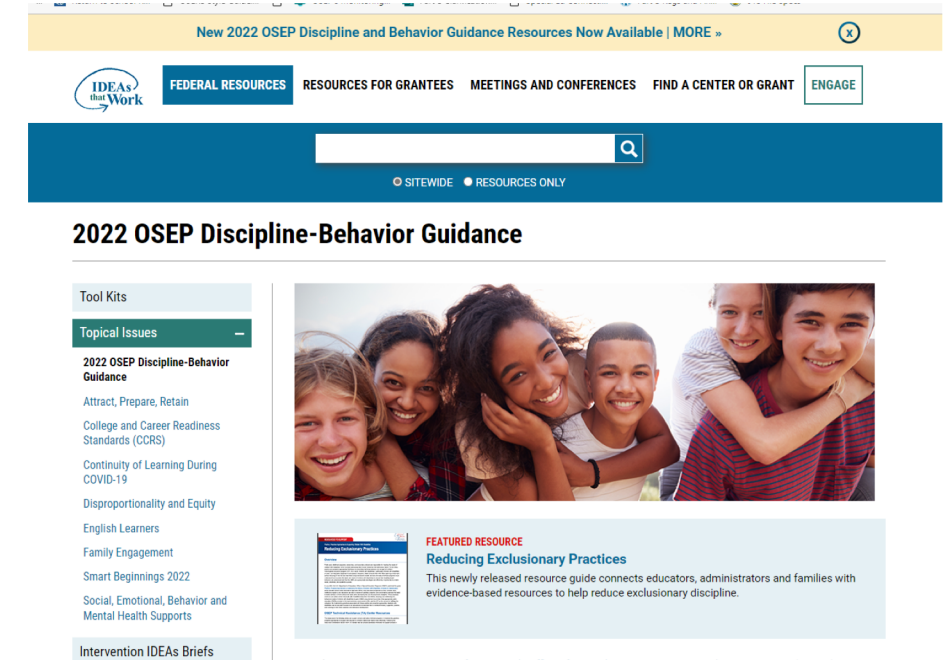 New 2022 OSEP Discipline and Behavior Guidance Resources Now Available | MORE »
X
IDEAs
that Work
FEDERAL RESOURCES
RESOURCES FOR GRANTEES
MEETINGS AND CONFERENCES
FIND A CENTER OR GRANT
ENGAGE
SITEWIDE
RESOURCES ONLY
2022 OSEP Discipline-Behavior Guidance
Tool Kits
Topical Issues –
2022 OSEP Discipline-Behavior
Guidance
Attract, Prepare, Retain
College and Career Readiness
Standards (CCRS)
Continuity of Learning During
COVID-19
Disproportionality and Equity
English Learners
Family Engagement
Smart Beginnings 2022
Social, Emotional, Behavior and
Mental Health Supports
Intervention IDEAs Briefs
Reducing Exclusionary Practices
FEATURED RESOURCE
Reducing Exclusionary Practices
This newly released resource guide connects educators, administrators and families with
evidence-based resources to help reduce exclusionary discipline.